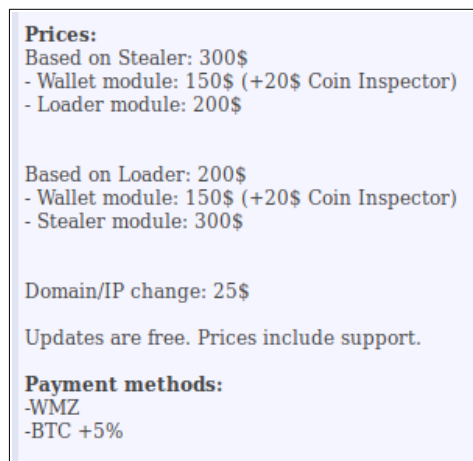 Prices:
Based on Stealer: 300$
- Wallet module: 150$ (+20$ Coin Inspector)
- Loader module: 200$
Based on Loader: 200$
- Wallet module: 150$ (+20$ Coin Inspector)
- Stealer module: 300$
Domain/IP change: 25$
Updates are free. Prices include support.
Payment methods:
-WMZ
-BTC +5%